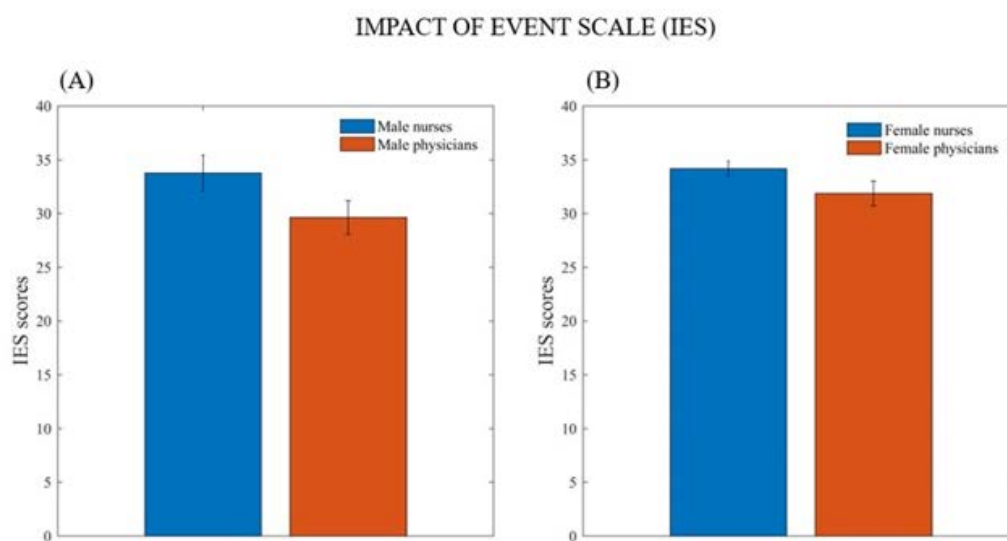 IMPACT OF EVENT SCALE (IES)
(A)
40
35
30
25
20
15
10
5
0
IES scores
Male nurses
Male physicians
(B)
40
35
30
25
20
15
10
5
0
IES scores
Female nurses
Female physicians